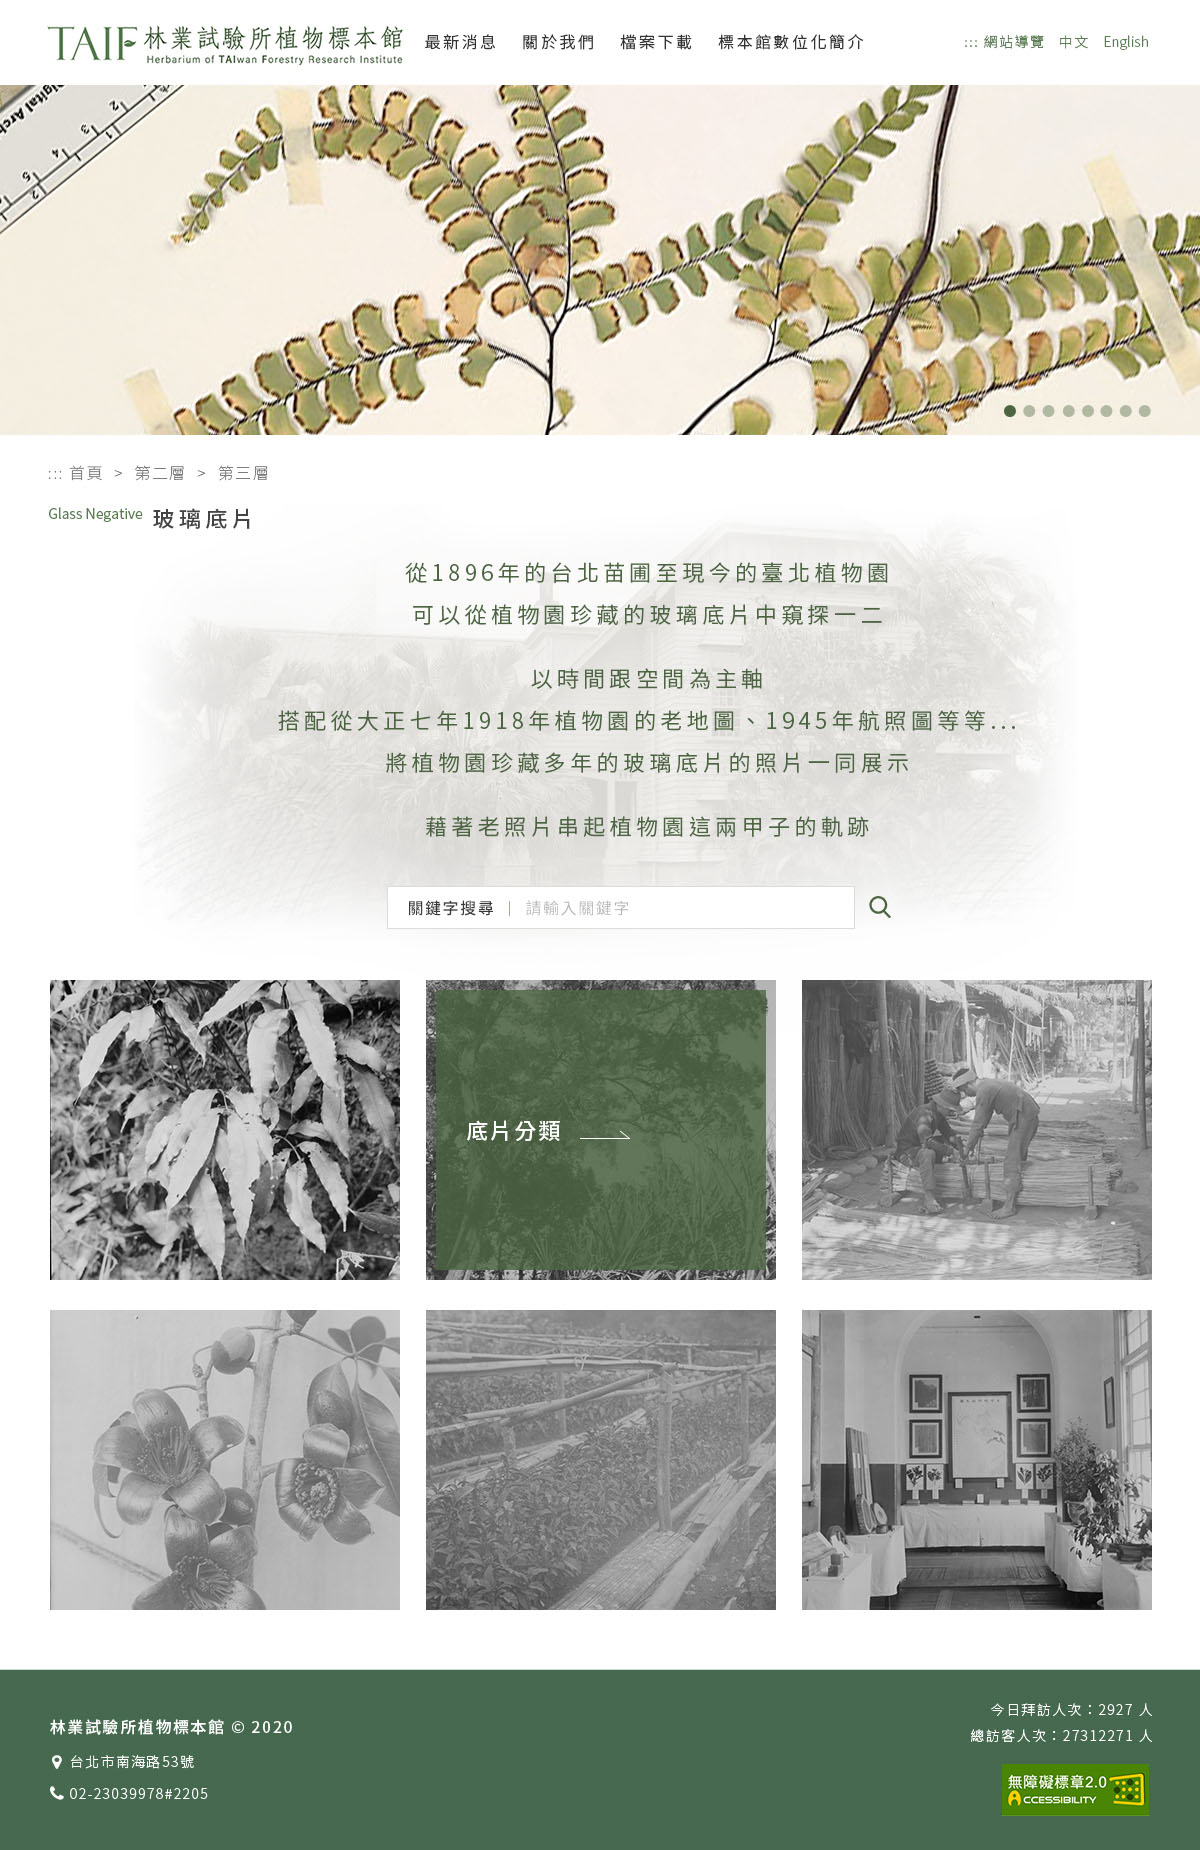 TAIF 林業試驗所植物標本館
Herbarium of TAIwan Forestry Research Institute
最新消息 關於我們 檔案下載 標本館數位化簡介
::: 網站導覽 中文 English
Digital Arch
1 2 3 4 5
::: 首頁 > 第二層 > 第三層
Glass Negative 玻璃底片
從1896年的台北苗圃至現今的臺北植物園
可以從植物園珍藏的玻璃底片中窺探一二
以時間跟空間為主軸
搭配從大正七年1918年植物園的老地圖、1945年航照圖等等...
將植物園珍藏多年的玻璃底片的照片一同展示
藉著老照片串起植物園這兩甲子的軌跡
關鍵字搜尋 | 請輸入關鍵字
底片分類
林業試驗所植物標本館 © 2020
台北市南海路53號
02-23039978#2205
今日拜訪人次：2927 人
總訪客人次：27312271 人
無障礙標章2.0
ACCESSIBILITY